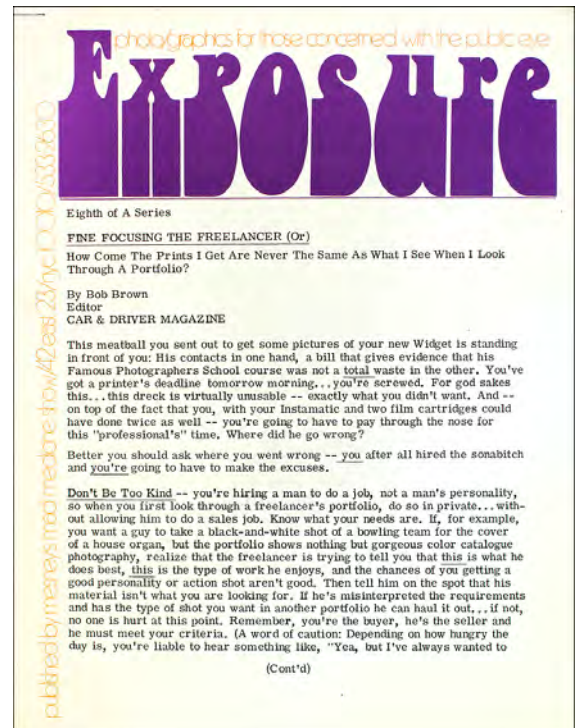 photo/graphics for those concerned with the public eye
Exposure
Eighth of A Series
FINE FOCUSING THE FREELANCER (Or)
How Come The Prints I Get Are Never The Same As What I See When I Look
Through A Portfolio?
By Bob Brown
Editor
CAR & DRIVER MAGAZINE
This meatball you sent out to get some pictures of your new Widget is standing
in front of you: His contacts in one hand, a bill that gives evidence that his
Famous Photographers School course was not a total waste in the other. You've
got a printer's deadline tomorrow morning...you're screwed. For god sakes
this...this dreck is virtually unusable -- exactly what you didn't want. And --
on top of the fact that you, with your Instamatic and two film cartridges could
have done twice as well -- you're going to have to pay through the nose for
this "professional's" time. Where did he go wrong?
Better you should ask where you went wrong -- you after all hired the sonabitch
and you're going to have to make the excuses.
Don't Be Too Kind -- you're hiring a man to do a job, not a man's personality,
so when you first look through a freelancer's portfolio, do so in private...with-
out allowing him to do a sales job. Know what your needs are. If, for example,
you want a guy to take a black-and-white shot of a bowling team for the cover
of a house organ, but the portfolio shows nothing but gorgeous color catalogue
photography, realize that the freelancer is trying to tell you that this is what he
does best, this is the type of work he enjoys, and the chances of you getting a
good personality or action shot aren't good. Then tell him on the spot that his
material isn't what you are looking for. If he's misinterpreted the requirements
and has the type of shot you want in another portfolio he can haul it out...if not,
no one is hurt at this point. Remember, you're the buyer, he's the seller and
he must meet your criteria. (A word of caution: Depending on how hungry the
day is, you're liable to hear something like, "Yea, but I've always wanted to
(Cont'd)
published by